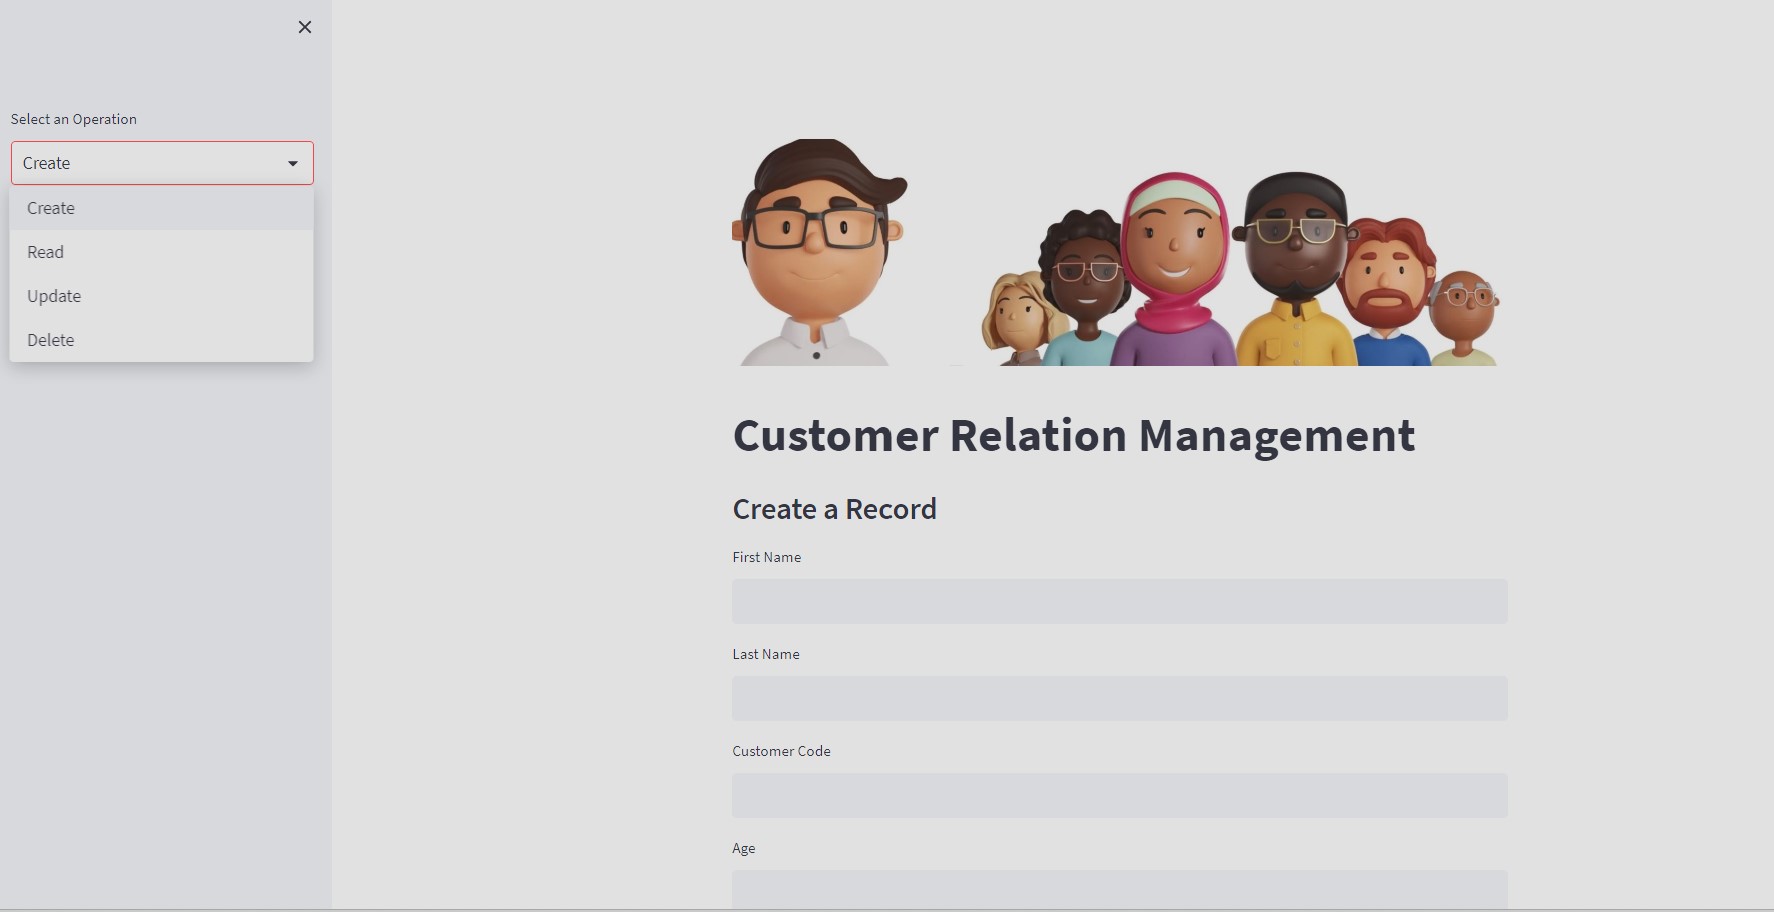 Select an Operation
Create
Create
Read
Update
Delete
Customer Relation Management
Create a Record
First Name
Last Name
Customer Code
Age